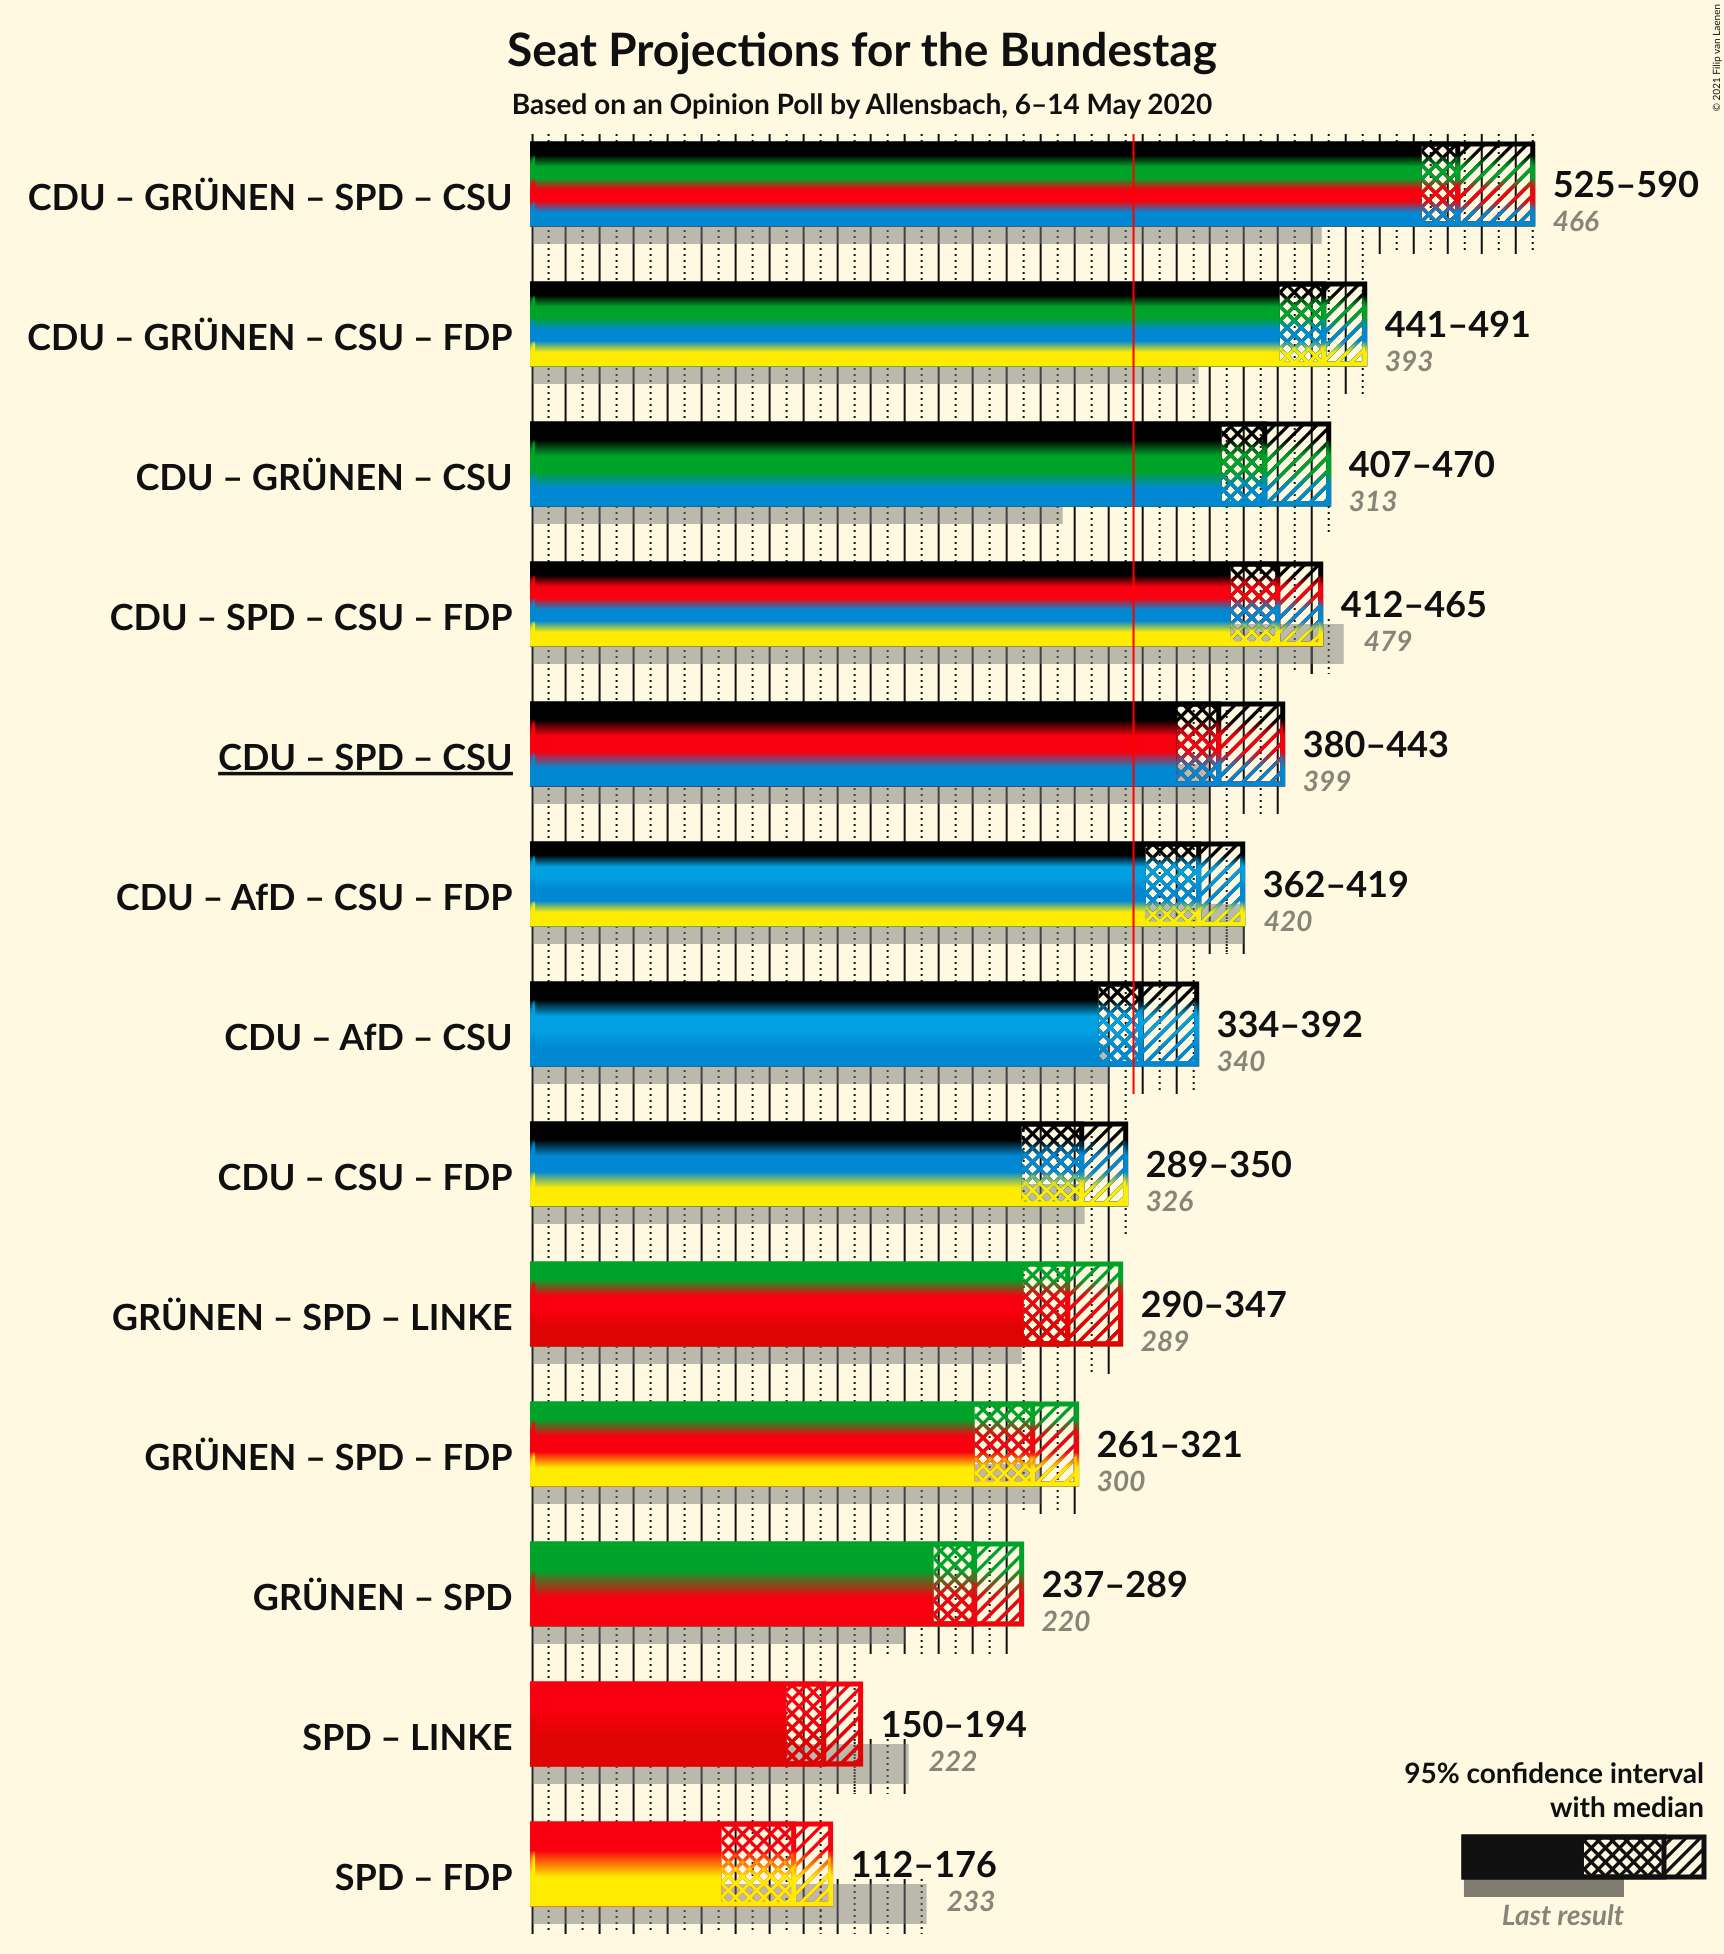 Seat Projections for the Bundestag
Based on an Opinion Poll by Allensbach, 6–14 May 2020
© 2021 Filip van Laenen
CDU – GRÜNEN – SPD – CSU
525–590
466
CDU – GRÜNEN – CSU – FDP
441–491
393
CDU – GRÜNEN – CSU
407–470
313
CDU – SPD – CSU – FDP
412–465
479
CDU – SPD – CSU
380–443
399
CDU – AfD – CSU – FDP
362–419
420
CDU – AfD – CSU
334–392
340
CDU – CSU – FDP
289–350
326
GRÜNEN – SPD – LINKE
290–347
289
GRÜNEN – SPD – FDP
261–321
300
GRÜNEN – SPD
237–289
220
SPD – LINKE
150–194
222
SPD – FDP
112–176
233
95% confidence interval
with median
Last result